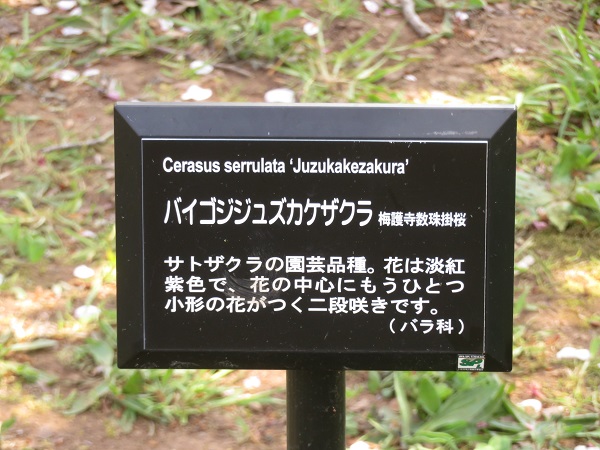 Cerasus serrulata ‘Juzukakezakura’
バイゴジジュズカケザクラ 梅護寺数珠掛桜
サトザクラの園芸品種。花は淡紅
紫色で、花の中心にもうひとつ
小形の花がつく二段咲きです。
（バラ科）